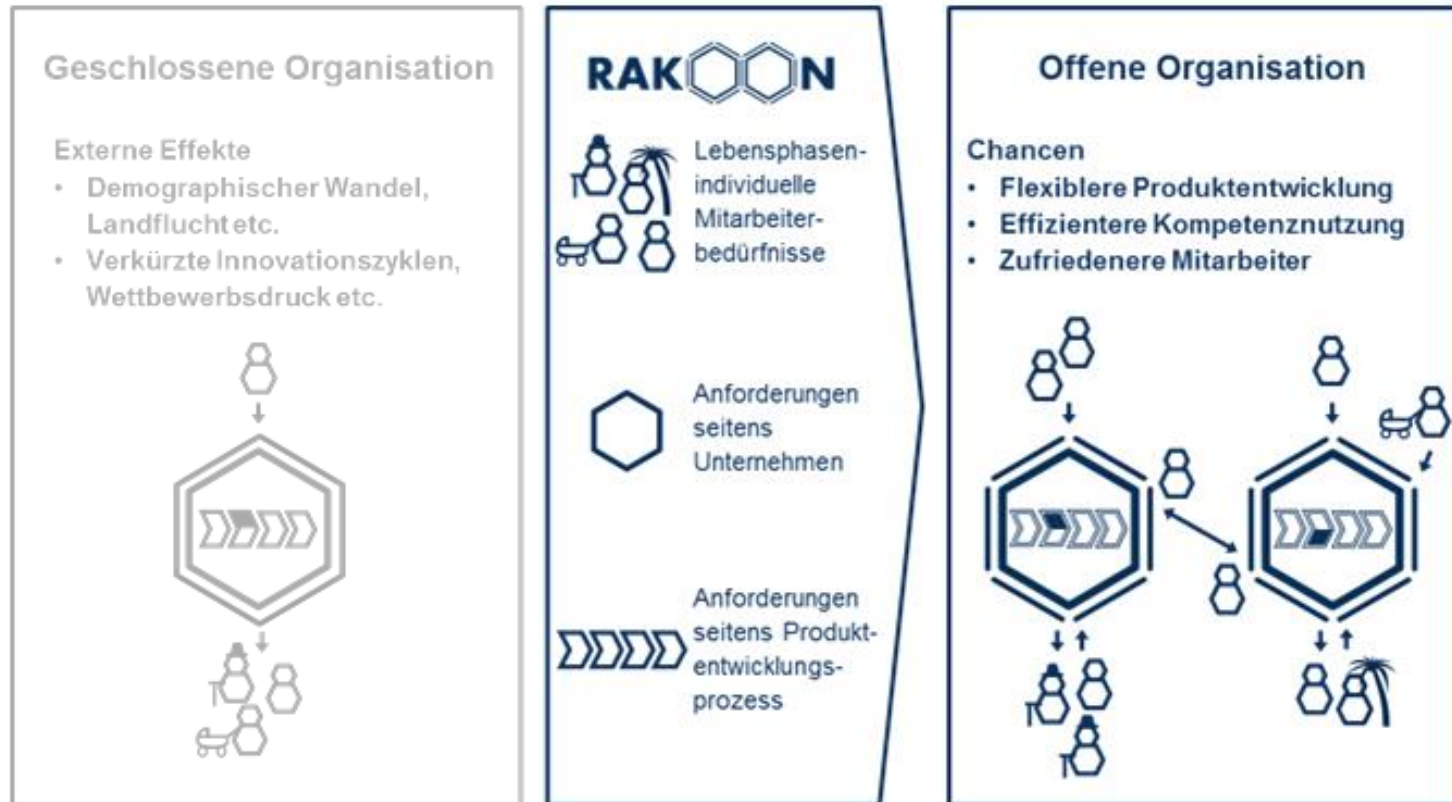 Geschlossene Organisation
Externe Effekte
• Demographischer Wandel,
Landflucht etc.
• Verkürzte Innovationszyklen,
Wettbewerbsdruck etc.
RAKOON
Lebensphasen-
individuelle
Mitarbeiter-
bedürfnisse
Anforderungen
seitens
Unternehmen
Anforderungen
seitens Produkt-
entwicklungs-
prozess
Offene Organisation
Chancen
• Flexiblere Produktentwicklung
• Effizientere Kompetenznutzung
• Zufriedenere Mitarbeiter